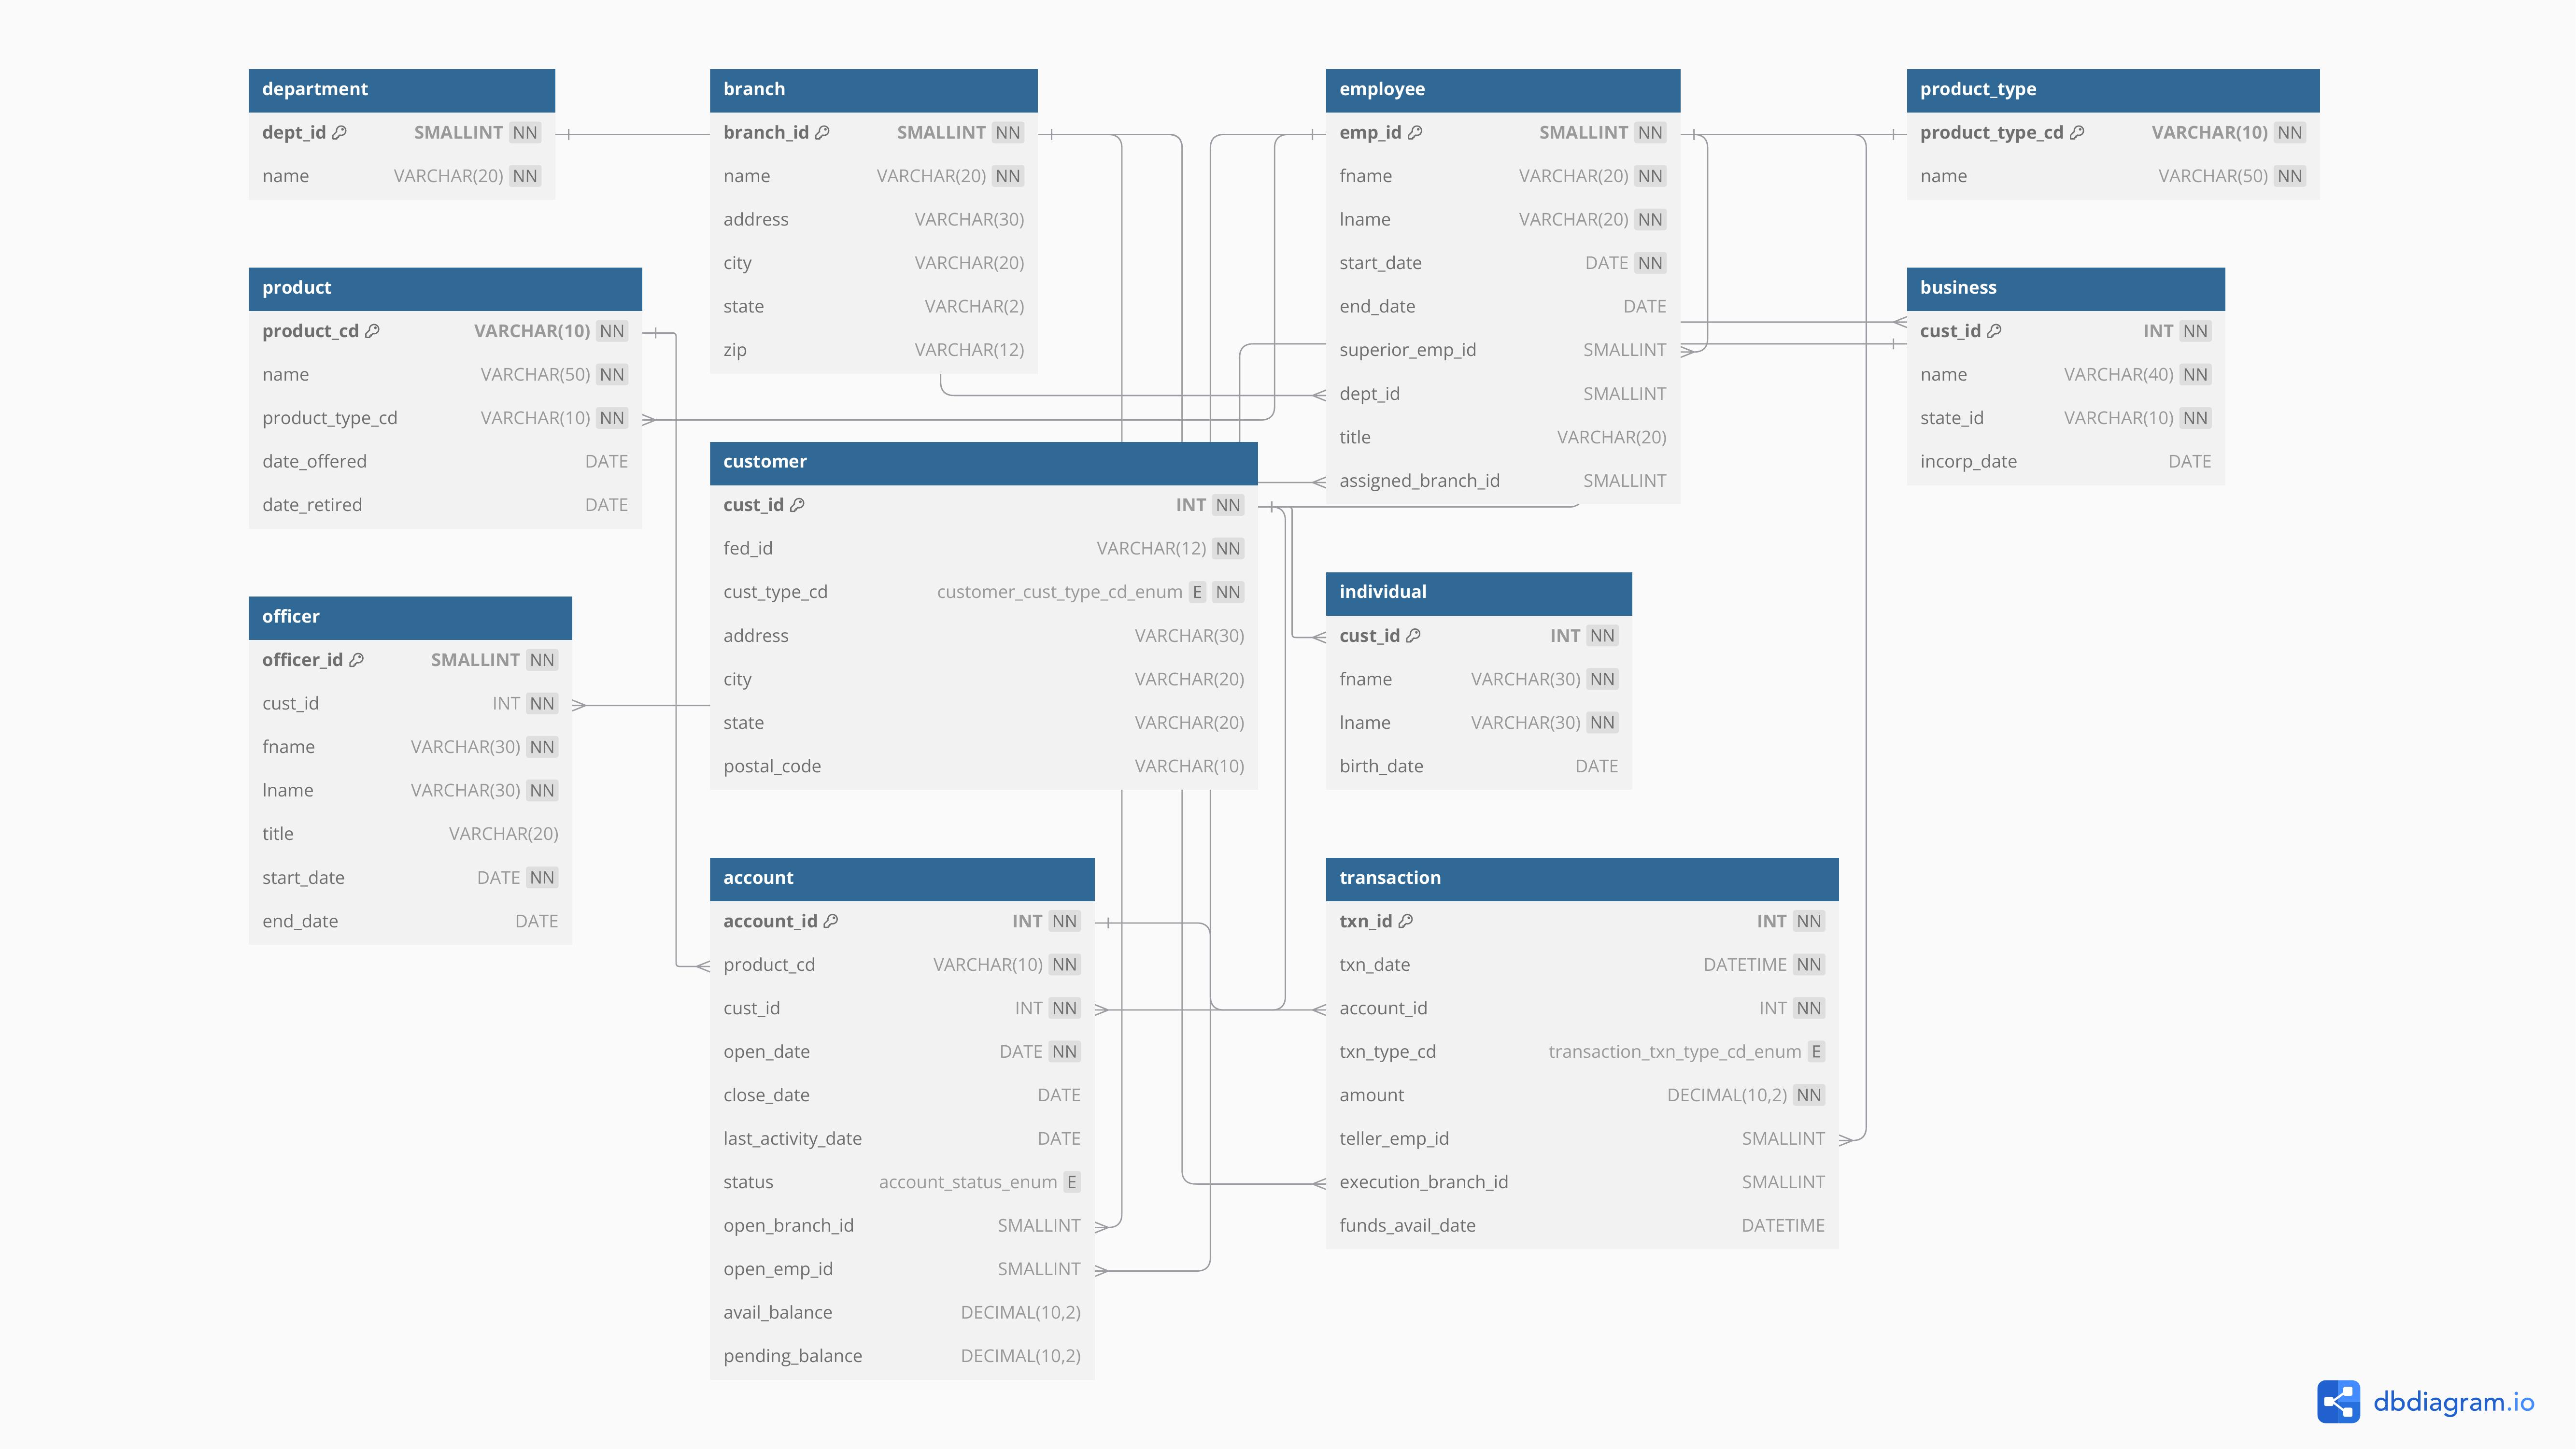 department
dept_id SMALLINT NN
name VARCHAR(20) NN
branch
branch_id SMALLINT NN
name VARCHAR(20) NN
address VARCHAR(30)
city VARCHAR(20)
state VARCHAR(2)
zip VARCHAR(12)
employee
emp_id SMALLINT NN
fname VARCHAR(20) NN
lname VARCHAR(20) NN
start_date DATE NN
end_date DATE
superior_emp_id SMALLINT
dept_id SMALLINT
title VARCHAR(20)
assigned_branch_id SMALLINT
product_type
product_type_cd VARCHAR(10) NN
name VARCHAR(50) NN
product
product_cd VARCHAR(10) NN
name VARCHAR(50) NN
product_type_cd VARCHAR(10) NN
date_offered DATE
date_retired DATE
business
cust_id INT NN
name VARCHAR(40) NN
state_id VARCHAR(10) NN
incorp_date DATE
customer
cust_id INT NN
fed_id VARCHAR(12) NN
cust_type_cd customer_cust_type_cd_enum E NN
address VARCHAR(30)
city VARCHAR(20)
state VARCHAR(20)
postal_code VARCHAR(10)
individual
cust_id INT NN
fname VARCHAR(30) NN
lname VARCHAR(30) NN
birth_date DATE
officer
officer_id SMALLINT NN
cust_id INT NN
fname VARCHAR(30) NN
lname VARCHAR(30) NN
title VARCHAR(20)
start_date DATE NN
end_date DATE
account
account_id INT NN
product_cd VARCHAR(10) NN
cust_id INT NN
open_date DATE NN
close_date DATE
last_activity_date DATE
status account_status_enum E
open_branch_id SMALLINT
open_emp_id SMALLINT
avail_balance DECIMAL(10,2)
pending_balance DECIMAL(10,2)
transaction
txn_id INT NN
txn_date DATETIME NN
account_id INT NN
txn_type_cd transaction_txn_type_cd_enum E
amount DECIMAL(10,2) NN
teller_emp_id SMALLINT
execution_branch_id SMALLINT
funds_avail_date DATETIME
dbdiagram.io